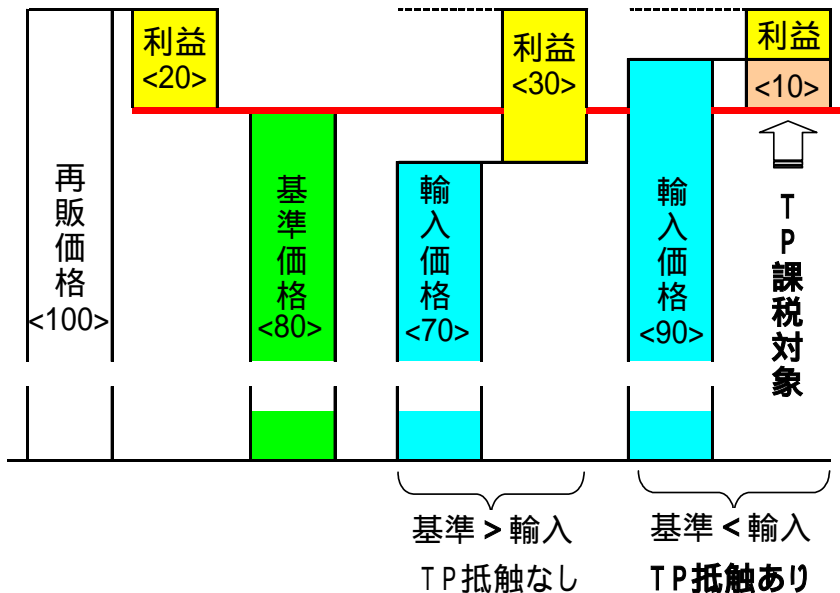 再販価格
<100>
利益
<20>
基準価格
<80>
輸入価格
<70>
利益
<30>
輸入価格
<90>
利益
<10>
TP課税対象
基準>輸入
TP抵触なし
基準<輸入
TP抵触あり